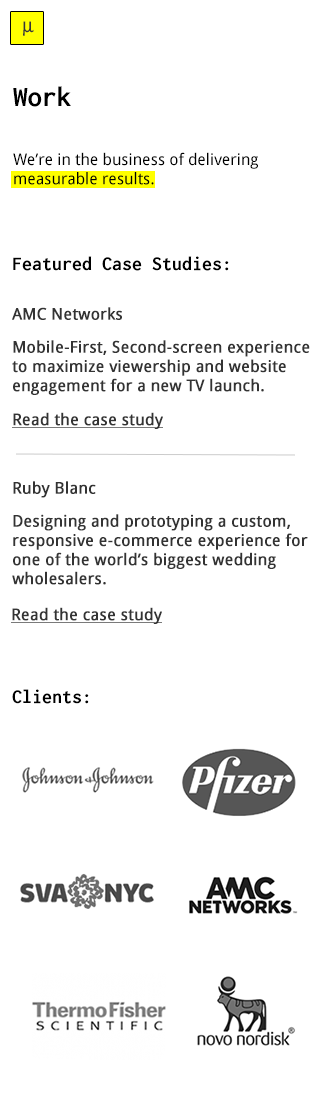 μ
Work
We’re in the business of delivering
measurable results.
Featured Case Studies:
AMC Networks
Mobile-First, Second-screen experience
to maximize viewership and website
engagement for a new TV launch.
Read the case study
Ruby Blanc
Designing and prototyping a custom,
responsive e-commerce experience for
one of the world’s biggest wedding
wholesalers.
Read the case study
Clients:
Johnson & Johnson
Pfizer
SVA NYC
AMC
NETWORKS™
ThermoFisher
SCIENTIFIC
novo nordisk®